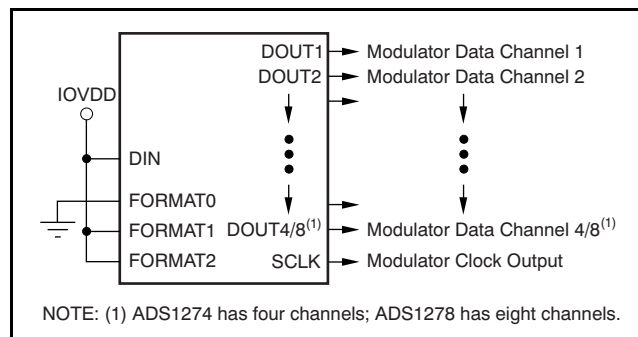 DOUT1 Modulator Data Channel 1
DOUT2 Modulator Data Channel 2
IOVDD
DIN
FORMAT0
FORMAT1 DOUT4/8(1) Modulator Data Channel 4/8(1)
FORMAT2 SCLK Modulator Clock Output
NOTE: (1) ADS1274 has four channels; ADS1278 has eight channels.